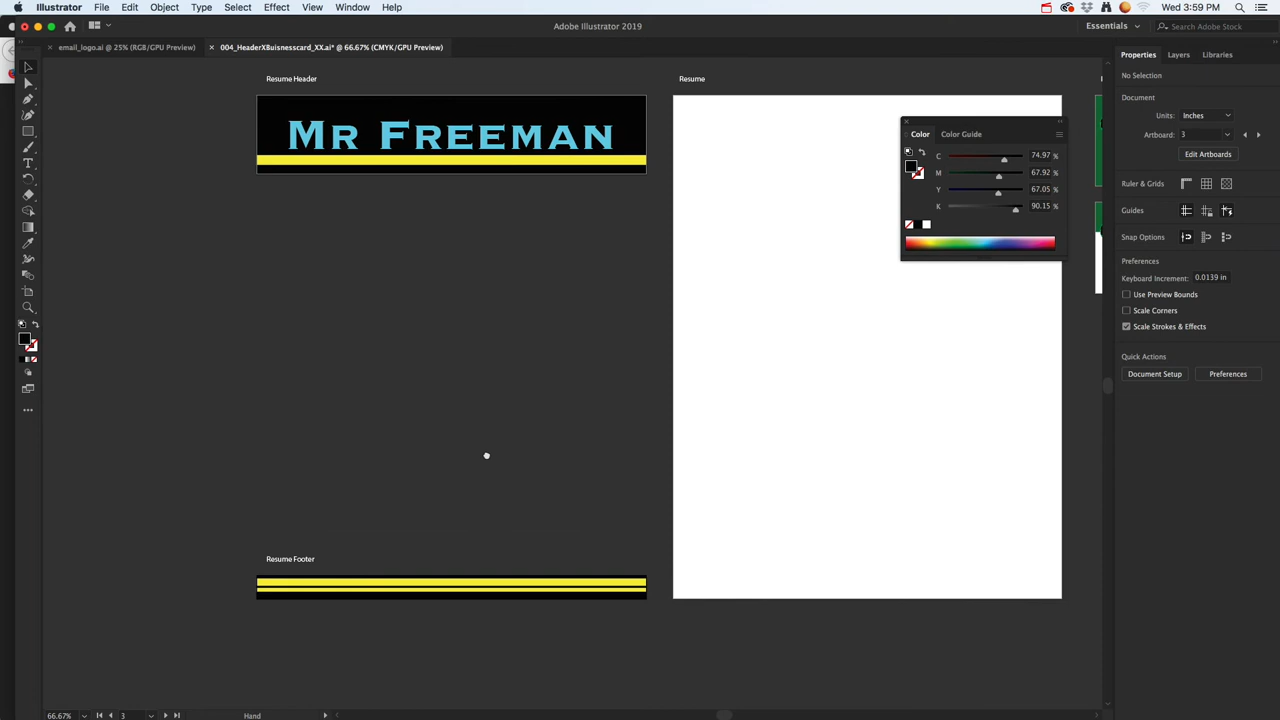 Illustrator File Edit Object Type Select Effect View Window Help
Wed 3:59 PM
Adobe Illustrator 2019
Essentials
Search Adobe Stock
email_logo.ai @ 25% (RGB/GPU Preview)
004_HeaderXBuisnesscard_XX.ai* @ 66.67% (CMYK/GPU Preview)
Properties Layers Libraries
No Selection
Document
Units: Inches
Artboard: 3
Edit Artboards
Ruler & Grids
Guides
Snap Options
Preferences
Keyboard Increment: 0.0139 in
Use Preview Bounds
Scale Corners
Scale Strokes & Effects
Quick Actions
Document Setup Preferences
Resume Header
Mr Freeman
Resume
Color Color Guide
C 74.97 %
M 67.92 %
Y 67.05 %
K 90.15 %
Resume Footer
66.67% 3 Hand